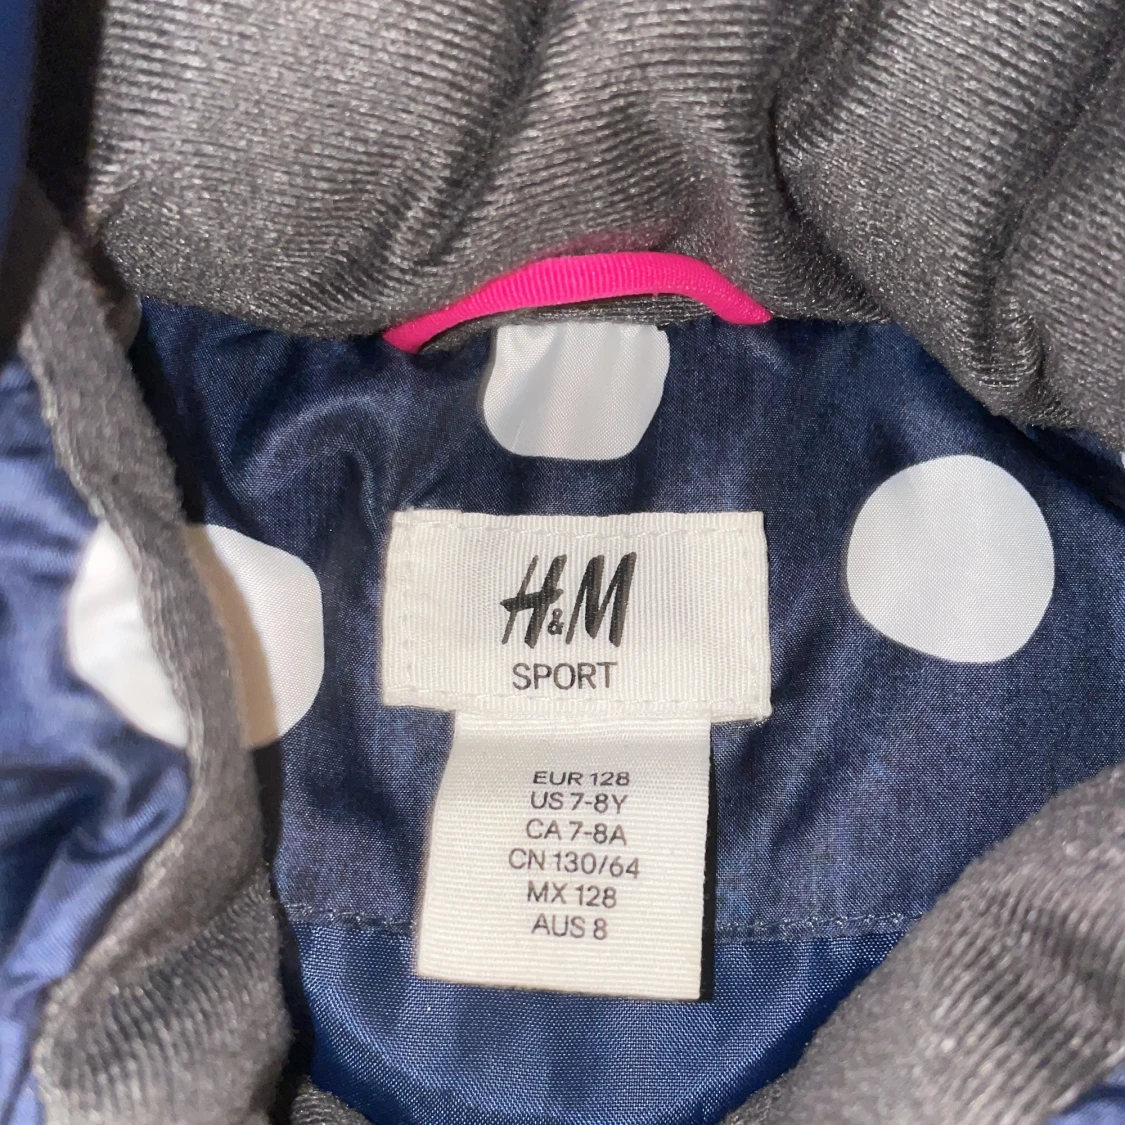 H&M
SPORT
EUR 128
US 7-8Y
CA 7-8A
CN 130/64
MX 128
AUS 8